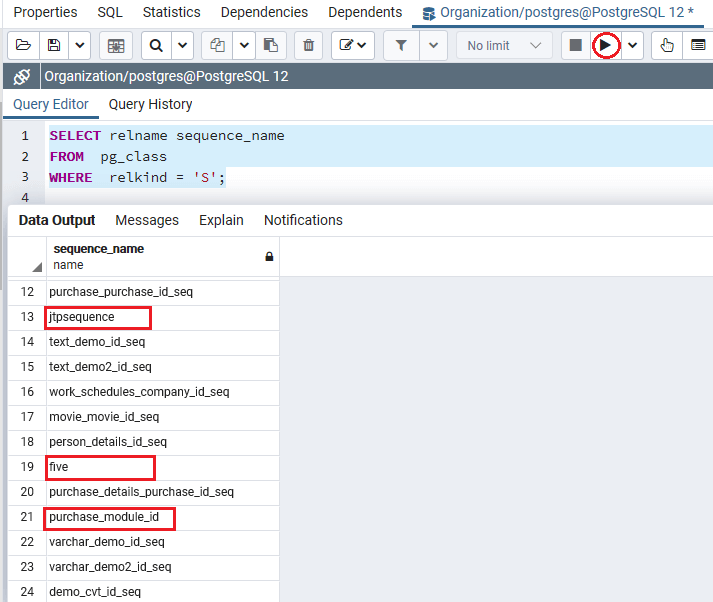 Properties SQL Statistics Dependencies Dependents Organization/postgres@PostgreSQL 12 *
No limit
Organization/postgres@PostgreSQL 12
Query Editor Query History
1 SELECT relname sequence_name
2 FROM pg_class
3 WHERE relkind = 'S';
4
Data Output Messages Explain Notifications
sequence_name
name
12 purchase_purchase_id_seq
13 jtpsequence
14 text_demo_id_seq
15 text_demo2_id_seq
16 work_schedules_company_id_seq
17 movie_movie_id_seq
18 person_details_id_seq
19 five
20 purchase_details_purchase_id_seq
21 purchase_module_id
22 varchar_demo_id_seq
23 varchar_demo2_id_seq
24 demo_cvt_id_seq